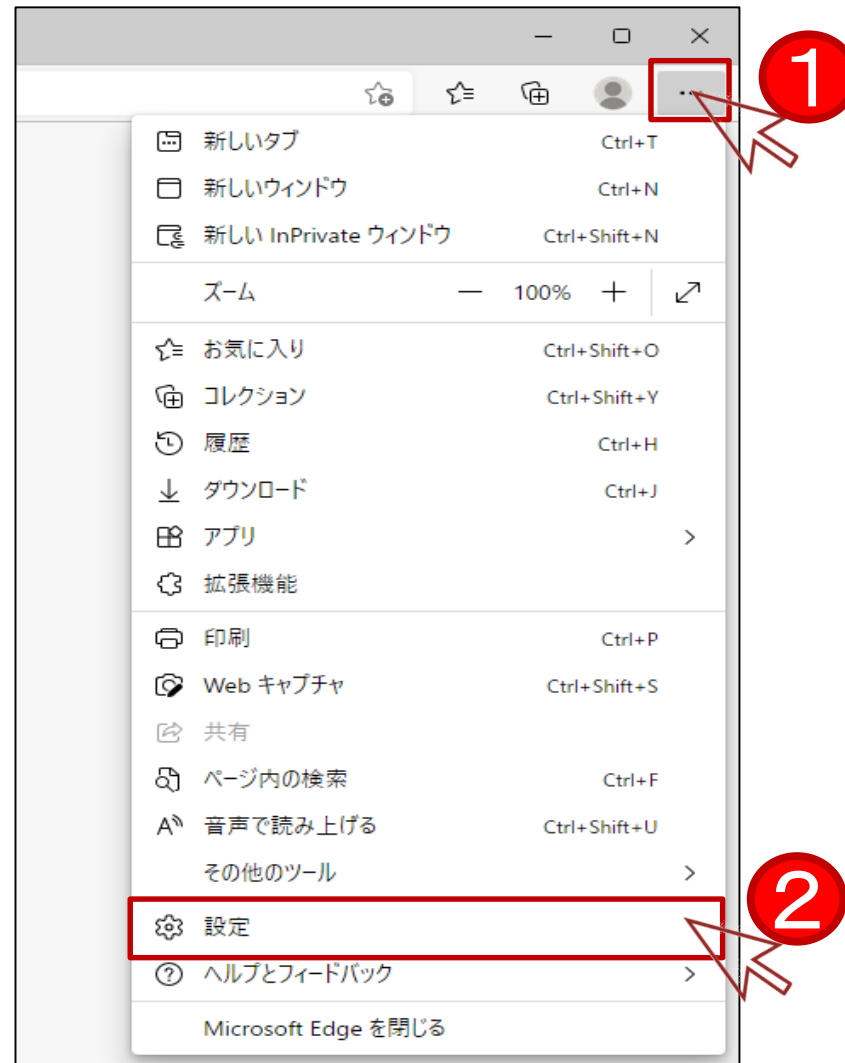 1
新しいタブ Ctrl+T
新しいウィンドウ Ctrl+N
新しい InPrivate ウィンドウ Ctrl+Shift+N
ズーム — 100% +
お気に入り Ctrl+Shift+O
コレクション Ctrl+Shift+Y
履歴 Ctrl+H
ダウンロード Ctrl+J
アプリ
拡張機能
印刷 Ctrl+P
Web キャプチャ Ctrl+Shift+S
共有
ページ内の検索 Ctrl+F
音声で読み上げる Ctrl+Shift+U
その他のツール
2
設定
ヘルプとフィードバック
Microsoft Edge を閉じる